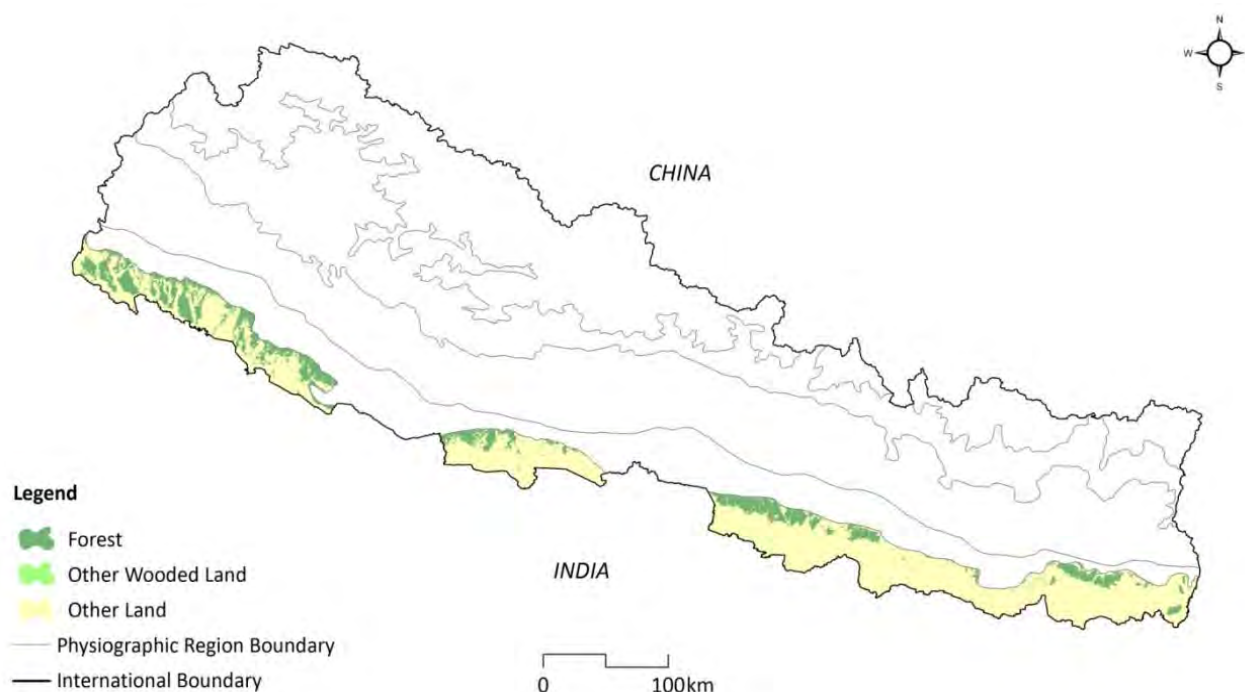 N
W
S
CHINA
INDIA
Legend
Forest
Other Wooded Land
Other Land
Physiographic Region Boundary
International Boundary
0 100km